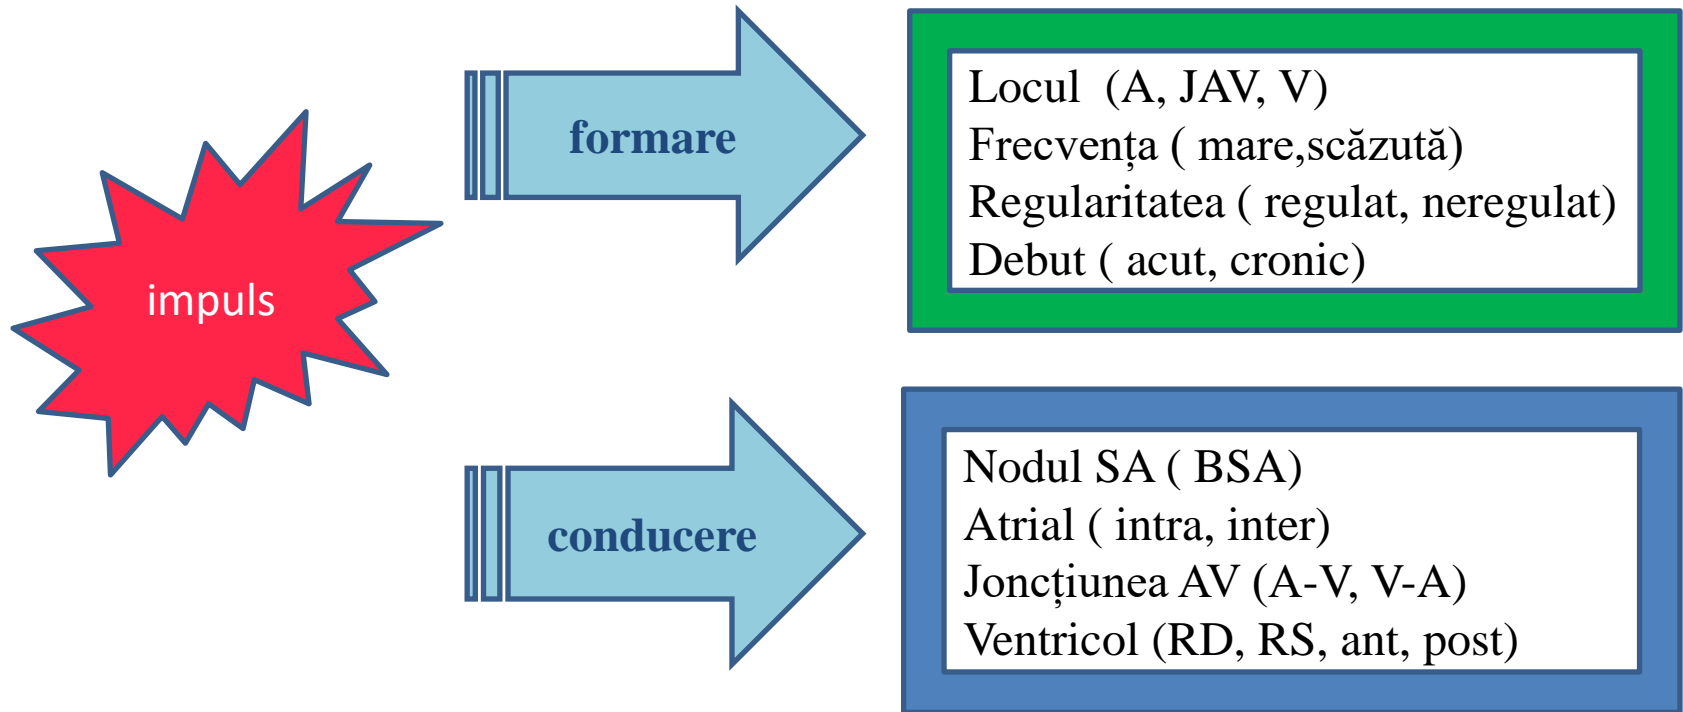 impuls
formare
Locul (A, JAV, V)
Frecvența ( mare,scăzută)
Regularitatea ( regulat, neregulat)
Debut ( acut, cronic)
conducere
Nodul SA ( BSA)
Atrial ( intra, inter)
Joncțiunea AV (A-V, V-A)
Ventricol (RD, RS, ant, post)